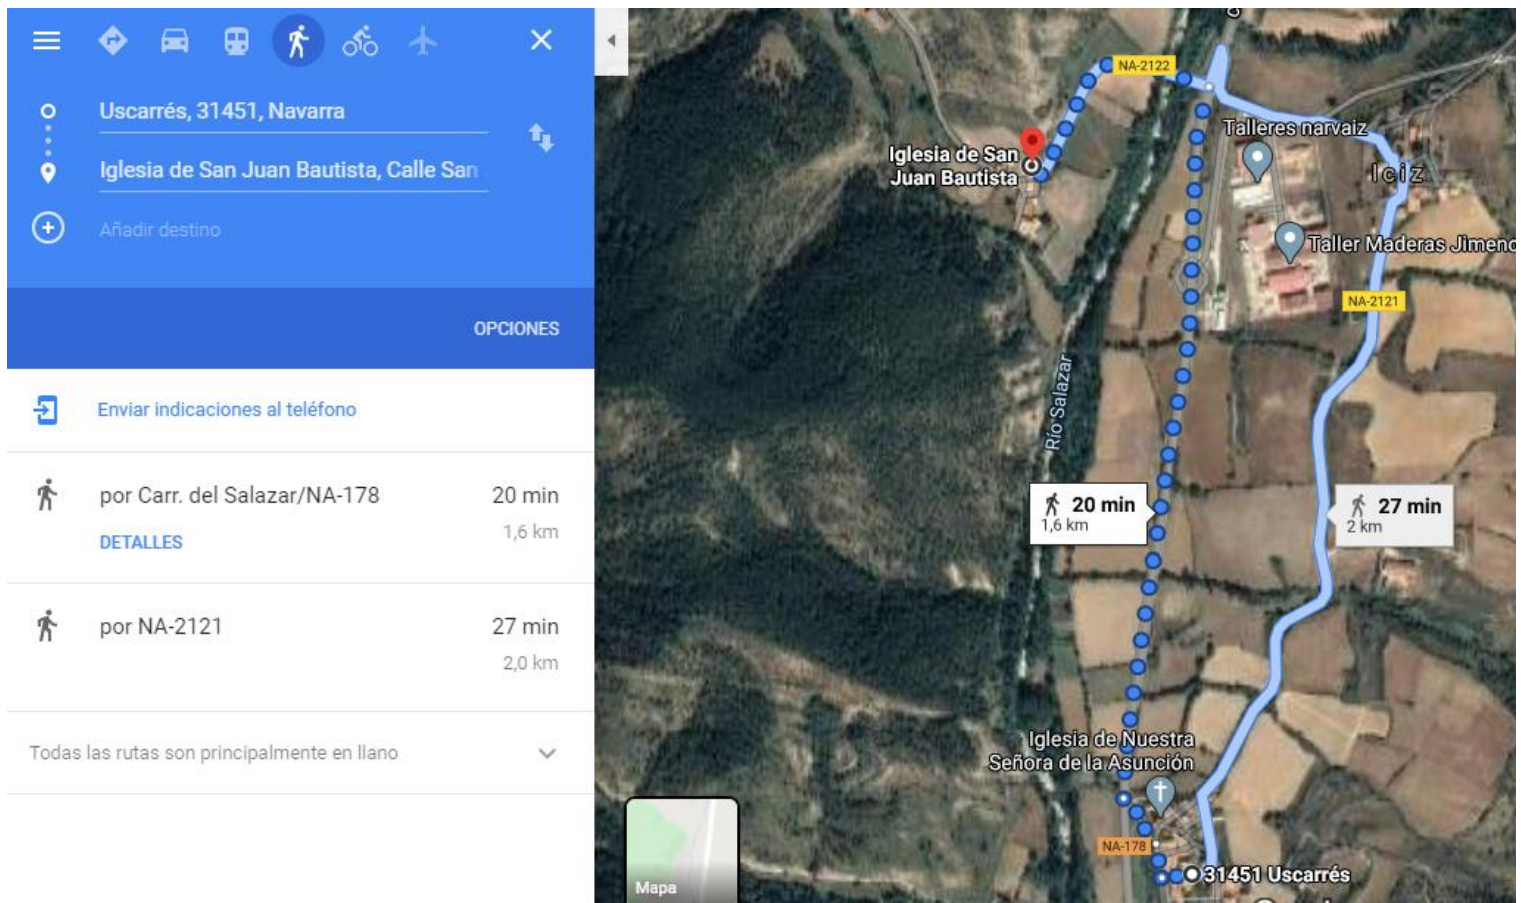 Uscarrés, 31451, Navarra
Iglesia de San Juan Bautista, Calle San
Añadir destino
OPCIONES
Enviar indicaciones al teléfono
por Carr. del Salazar/NA-178 20 min
DETALLES 1,6 km
por NA-2121 27 min
2,0 km
Todas las rutas son principalmente en llano
NA-2122
Talleres narvaiz
Iglesia de San
Juan Bautista
Iciz
Taller Maderas Jimeno
NA-2121
Río Salazar
20 min
1,6 km
27 min
2 km
Iglesia de Nuestra
Señora de la Asunción
NA-178
31451 Uscarrés
Mapa